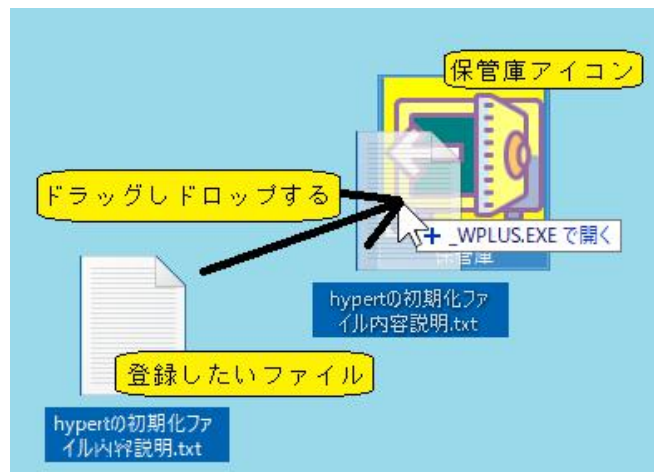 保管庫アイコン
ドラッグしドロップする
_WPLUS.EXE で開く
保管庫
hypertの初期化ファ
イル内容説明.txt
登録したいファイル
hypertの初期化ファ
イル内容説明.txt